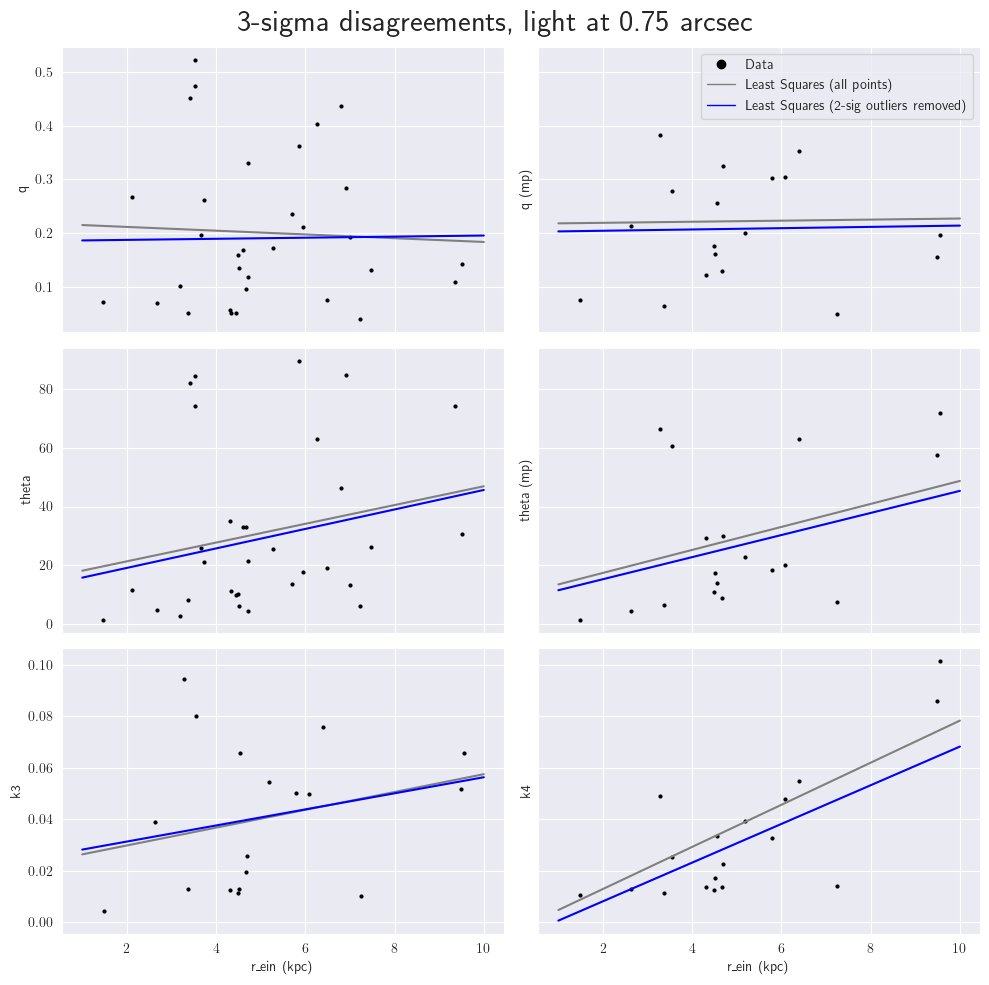 3-sigma disagreements, light at 0.75 arcsec
0.5
0.4
0.3
0.2
0.1
q
q (mp)
Data
Least Squares (all points)
Least Squares (2-sig outliers removed)
80
60
40
20
0
theta
theta (mp)
0.10
0.08
0.06
0.04
0.02
0.00
k3
k4
2 4 6 8 10
r_ein (kpc)
2 4 6 8 10
r_ein (kpc)